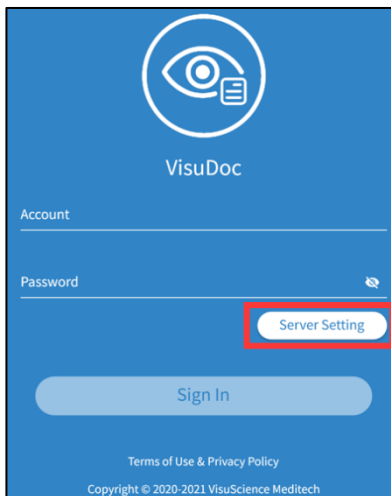 VisuDoc
Account
Password
Server Setting
Sign In
Terms of Use & Privacy Policy
Copyright © 2020-2021 VisuScience Meditech